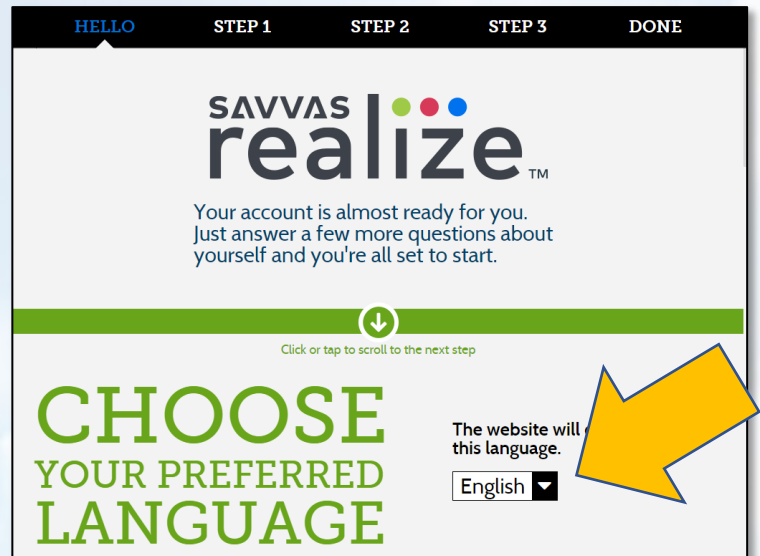 HELLO STEP 1 STEP 2 STEP 3 DONE
SAVVAS
realize™
Your account is almost ready for you.
Just answer a few more questions about
yourself and you're all set to start.
Click or tap to scroll to the next step
CHOOSE
YOUR PREFERRED
LANGUAGE
The website will
this language.
English